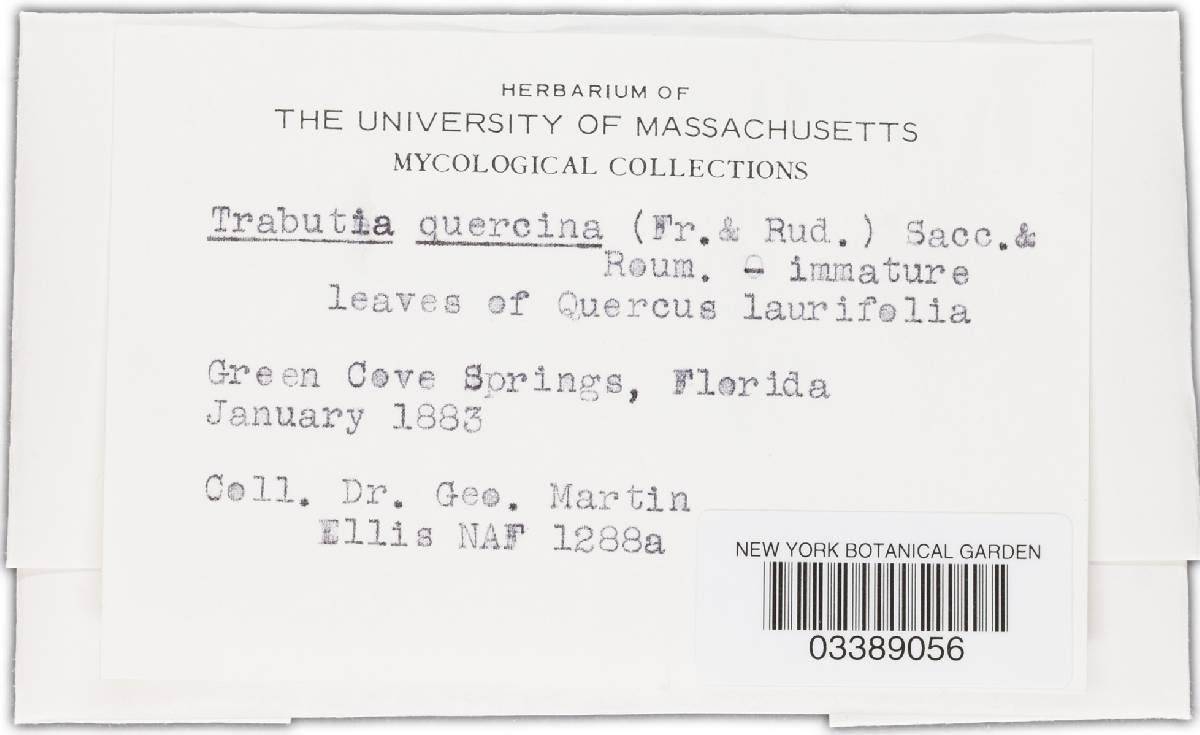 HERBARIUM OF
THE UNIVERSITY OF MASSACHUSETTS
MYCOLOGICAL COLLECTIONS
Trabutia quercina (Fr.& Rud.) Sacc.&
Roum. - immature
leaves of Quercus laurifolia
Green Cove Springs, Florida
January 1883
Coll. Dr. Geo. Martin
Ellis NAF 1288a
NEW YORK BOTANICAL GARDEN
03389056